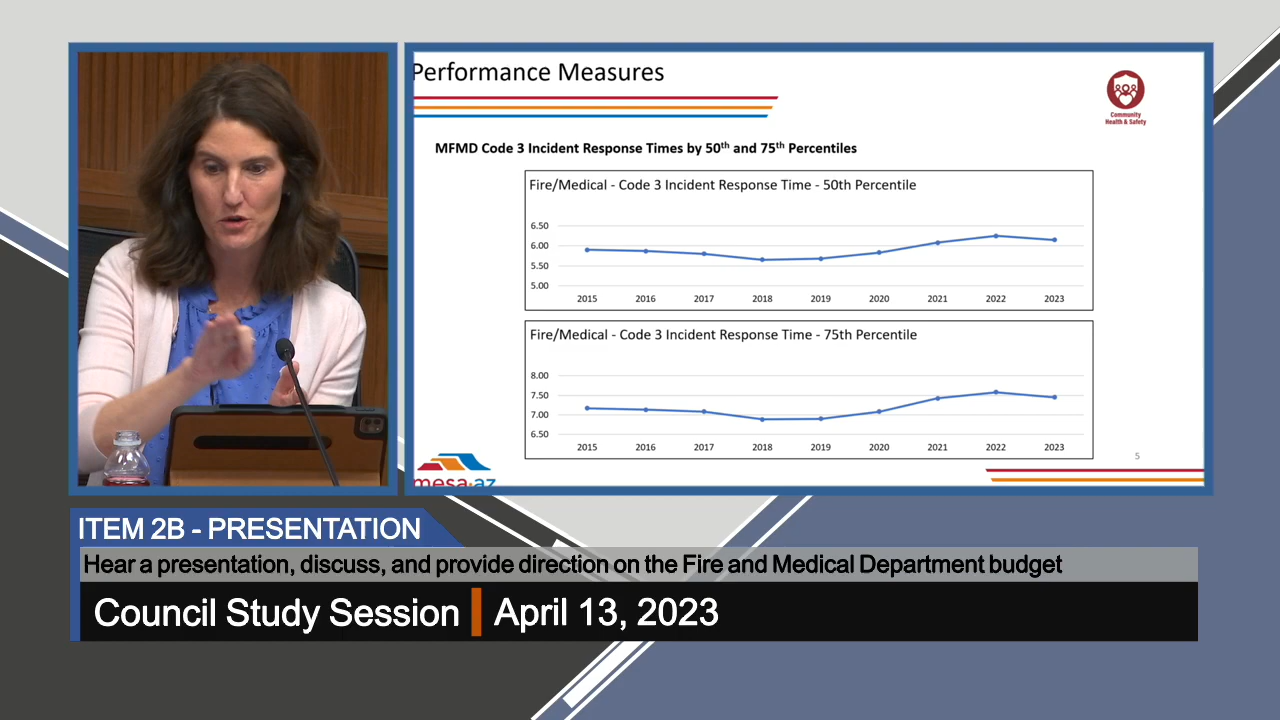 Performance Measures
Community
Health & Safety
MFMD Code 3 Incident Response Times by 50th and 75th Percentiles
Fire/Medical - Code 3 Incident Response Time - 50th Percentile
6.50
6.00
5.50
5.00
2015 2016 2017 2018 2019 2020 2021 2022 2023
Fire/Medical - Code 3 Incident Response Time - 75th Percentile
8.00
7.50
7.00
6.50
2015 2016 2017 2018 2019 2020 2021 2022 2023
5
mesa·az
ITEM 2B - PRESENTATION
Hear a presentation, discuss, and provide direction on the Fire and Medical Department budget
Council Study Session
April 13, 2023